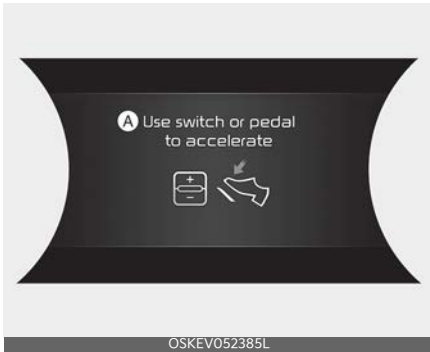 A Use switch or pedal
to accelerate
+
-
OSKEV052385L